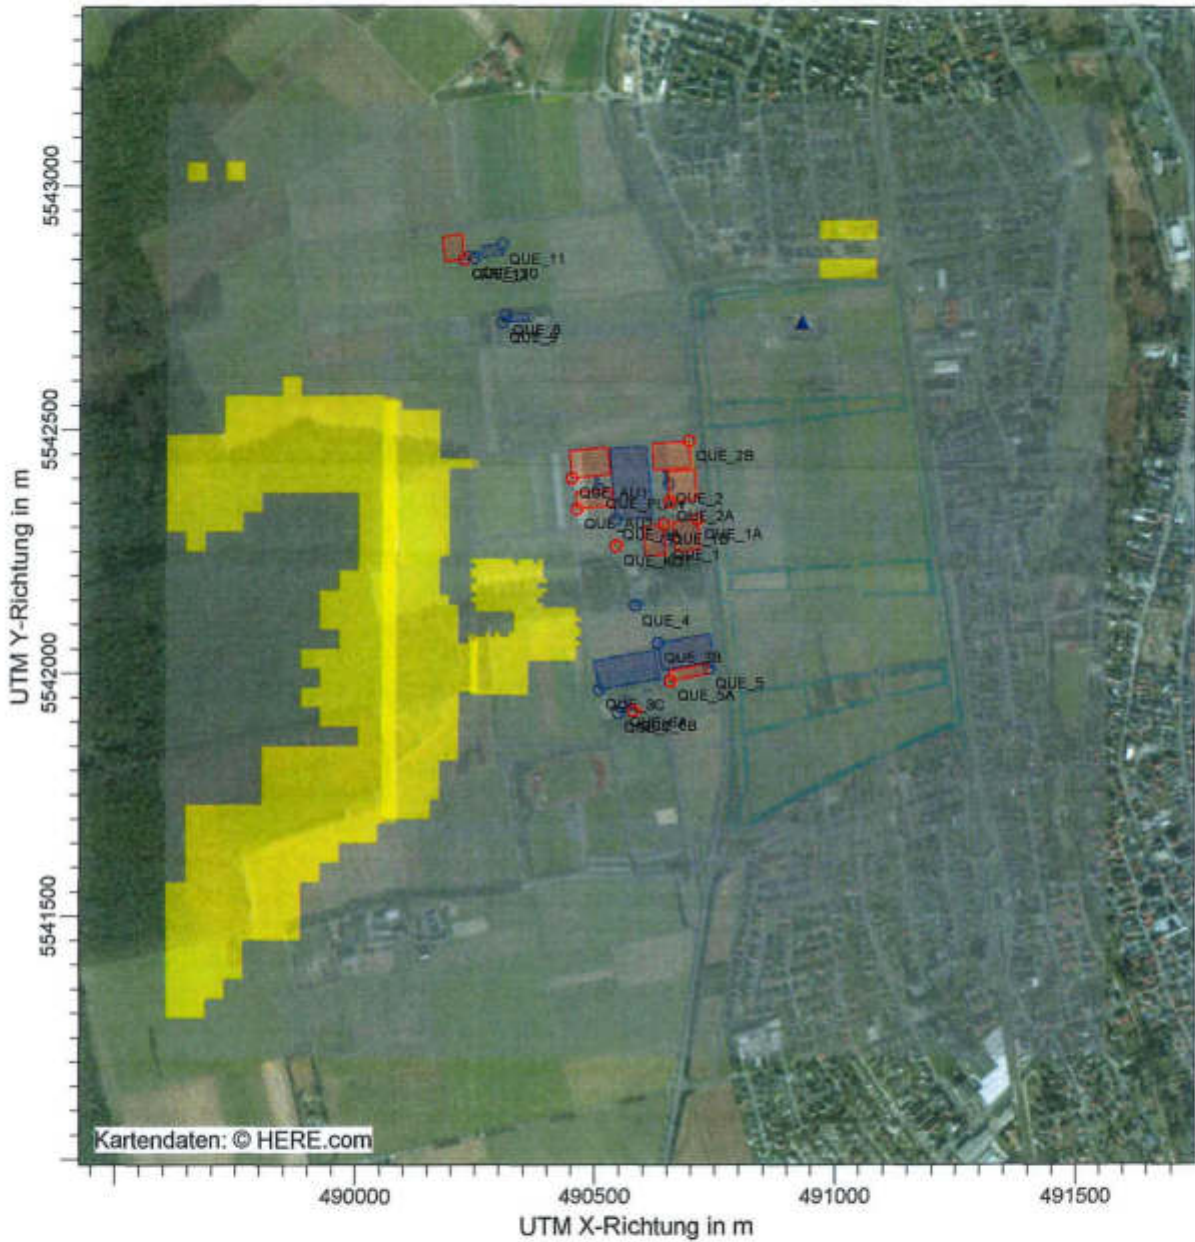 5543000
QUE_11
QUE_8
QUE_9
5542500
QUE_2B
QUE_2
QUE_2A
QUE_1A
QUE_1
QUE_4
5542000
QUE_3B
QUE_5
QUE_5A
QUE_3C
5541500
UTM Y-Richtung in m
Kartendaten: © HERE.com
490000
490500
491000
491500
UTM X-Richtung in m